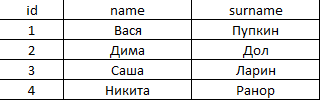 id name surname
1 Вася Пупкин
2 Дима Дол
3 Саша Ларин
4 Никита Ранор